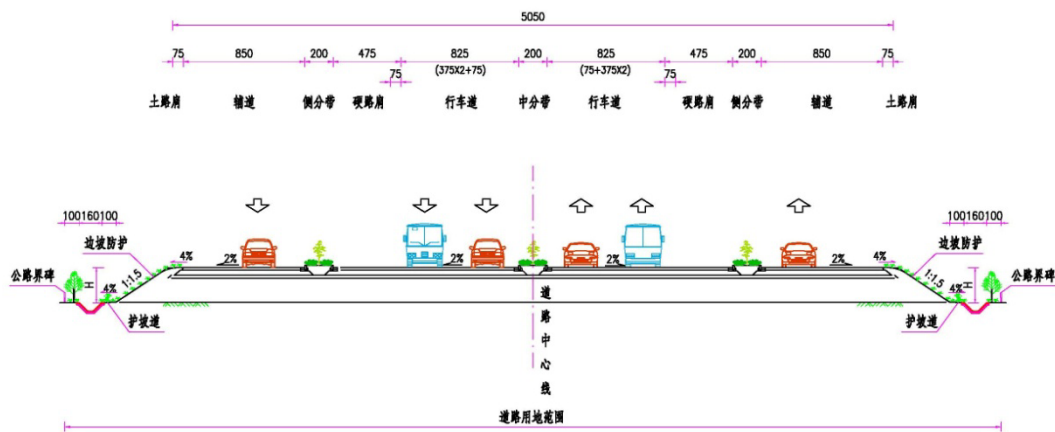 5050
75 850 200 475 825 200 825 475 200 850 75
(375X2+75) (75+375X2)
75 75
土路肩 辅道 侧分带 硬路肩 行车道 中分带 行车道 硬路肩 侧分带 辅道 土路肩
100160100 100160100
边坡防护 4% 2% 2% 2% 2% 4% 边坡防护
公路界碑 H 1:1.5 1:1.5 H 公路界碑
4% 4%
护坡道 护坡道
道路中心线
道路用地范围